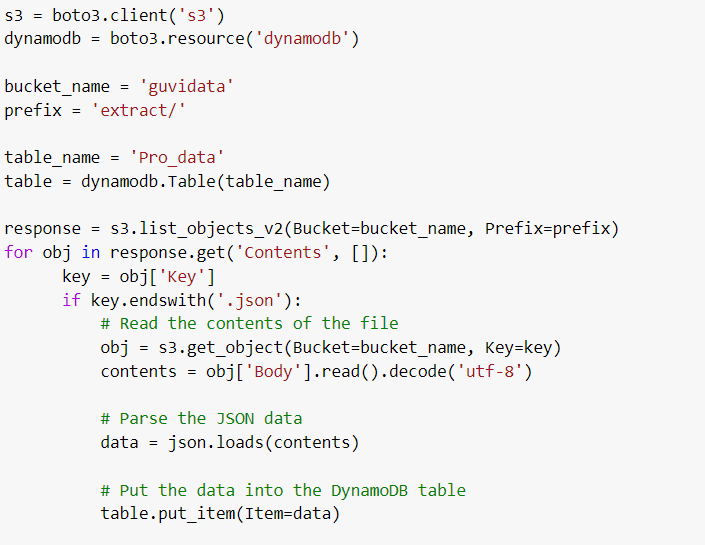 s3 = boto3.client('s3')
dynamodb = boto3.resource('dynamodb')
bucket_name = 'guvidata'
prefix = 'extract/'
table_name = 'Pro_data'
table = dynamodb.Table(table_name)
response = s3.list_objects_v2(Bucket=bucket_name, Prefix=prefix)
for obj in response.get('Contents', []):
      key = obj['Key']
      if key.endswith('.json'):
          # Read the contents of the file
          obj = s3.get_object(Bucket=bucket_name, Key=key)
          contents = obj['Body'].read().decode('utf-8')
          # Parse the JSON data
          data = json.loads(contents)
          # Put the data into the DynamoDB table
          table.put_item(Item=data)